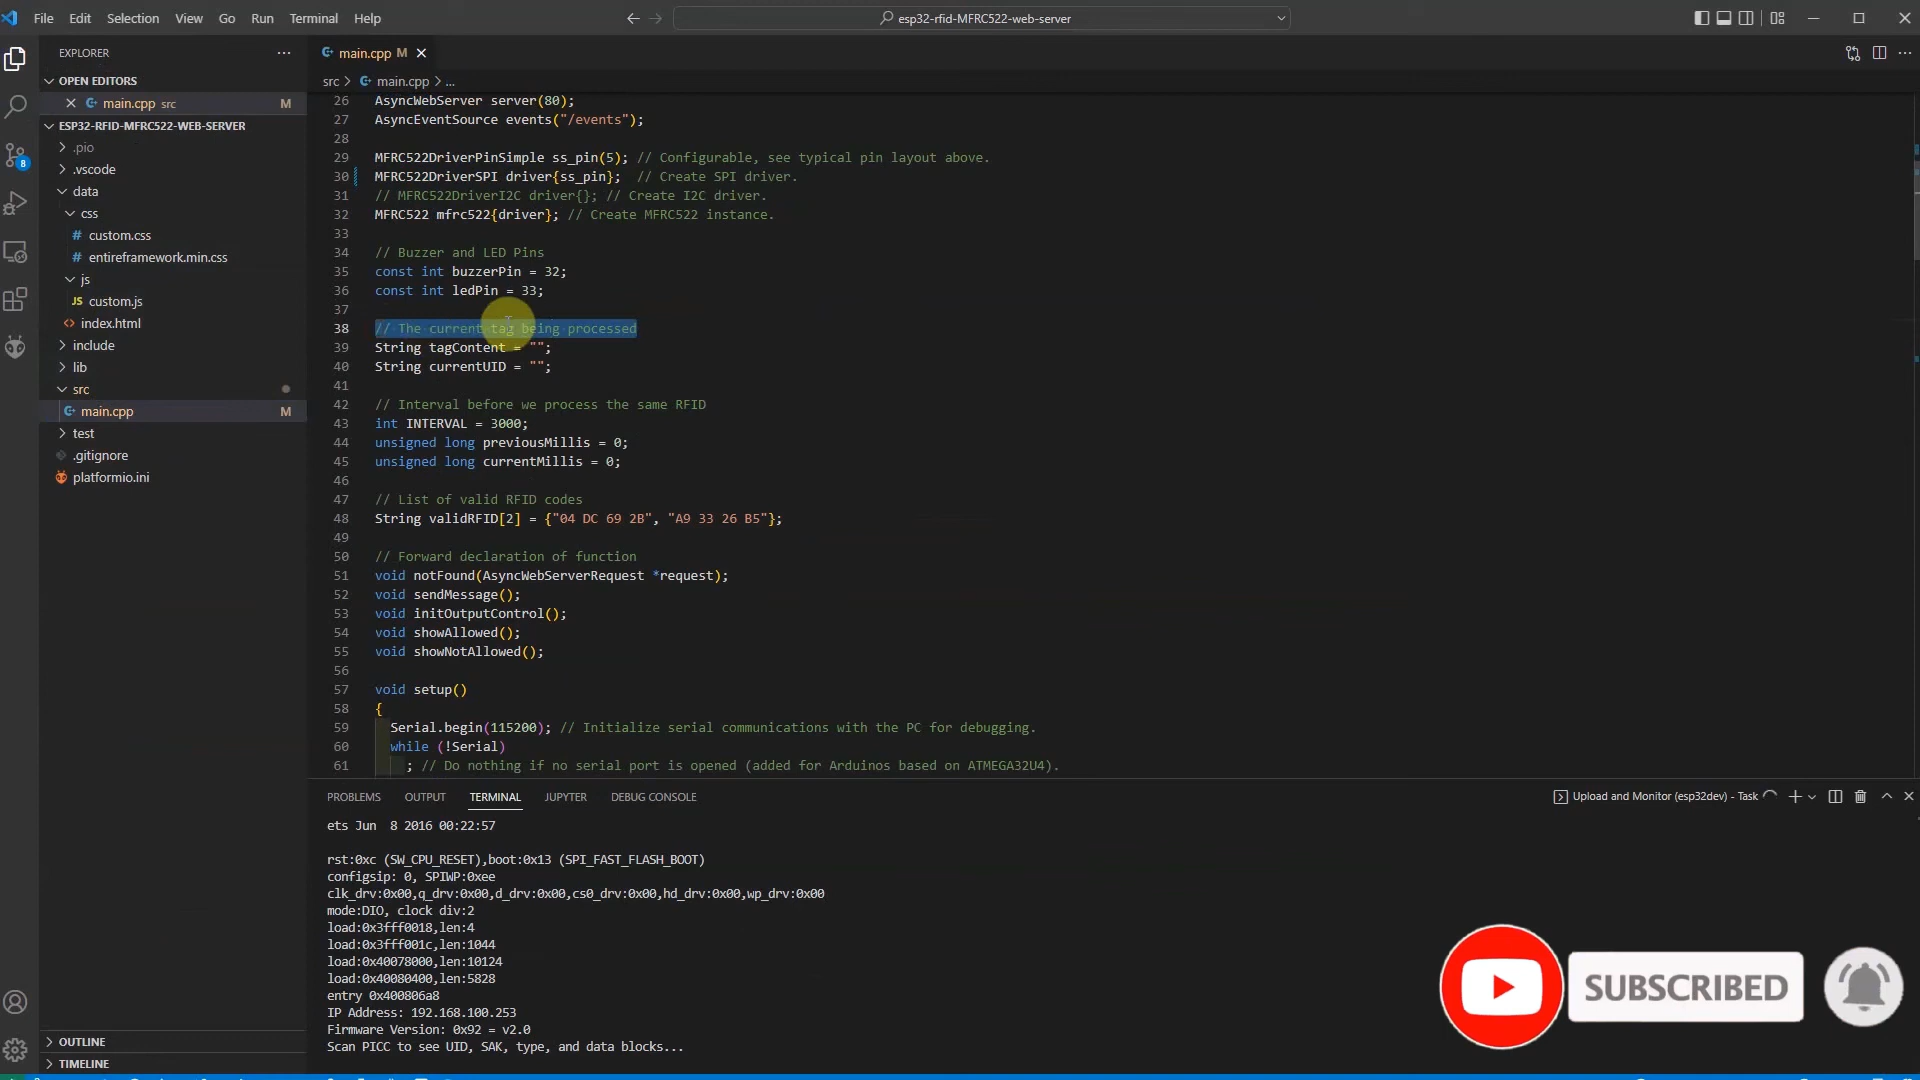 File Edit Selection View Go Run Terminal Help
esp32-rfid-MFRC522-web-server
EXPLORER
OPEN EDITORS
main.cpp src M
ESP32-RFID-MFRC522-WEB-SERVER
8
.pio
.vscode
data
css
# custom.css
# entireframework.min.css
js
JS custom.js
<> index.html
include
lib
src
main.cpp M
test
.gitignore
platformio.ini
OUTLINE
TIMELINE
main.cpp M
src > main.cpp > ...
26 AsyncWebServer server(80);
27 AsyncEventSource events("/events");
28
29 MFRC522DriverPinSimple ss_pin(5); // Configurable, see typical pin layout above.
30 MFRC522DriverSPI driver{ss_pin};  // Create SPI driver.
31 // MFRC522DriverI2C driver{}; // Create I2C driver.
32 MFRC522 mfrc522{driver}; // Create MFRC522 instance.
33
34 // Buzzer and LED Pins
35 const int buzzerPin = 32;
36 const int ledPin = 33;
37
38 // The current tag being processed
39 String tagContent = "";
40 String currentUID = "";
41
42 // Interval before we process the same RFID
43 int INTERVAL = 3000;
44 unsigned long previousMillis = 0;
45 unsigned long currentMillis = 0;
46
47 // List of valid RFID codes
48 String validRFID[2] = {"04 DC 69 2B", "A9 33 26 B5"};
49
50 // Forward declaration of function
51 void notFound(AsyncWebServerRequest *request);
52 void sendMessage();
53 void initOutputControl();
54 void showAllowed();
55 void showNotAllowed();
56
57 void setup()
58 {
59 Serial.begin(115200); // Initialize serial communications with the PC for debugging.
60 while (!Serial)
61 ; // Do nothing if no serial port is opened (added for Arduinos based on ATMEGA32U4).
PROBLEMS OUTPUT TERMINAL JUPYTER DEBUG CONSOLE
Upload and Monitor (esp32dev) - Task
ets Jun  8 2016 00:22:57
rst:0xc (SW_CPU_RESET),boot:0x13 (SPI_FAST_FLASH_BOOT)
configsip: 0, SPIWP:0xee
clk_drv:0x00,q_drv:0x00,d_drv:0x00,cs0_drv:0x00,hd_drv:0x00,wp_drv:0x00
mode:DIO, clock div:2
load:0x3fff0018,len:4
load:0x3fff001c,len:1044
load:0x40078000,len:10124
load:0x40080400,len:5828
entry 0x400806a8
IP Address: 192.168.100.253
Firmware Version: 0x92 = v2.0
Scan PICC to see UID, SAK, type, and data blocks...
SUBSCRIBED